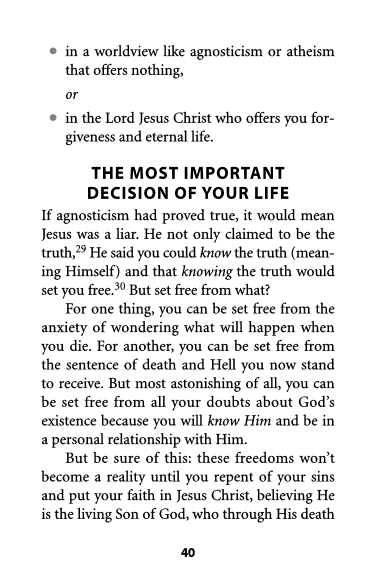 • in a worldview like agnosticism or atheism
that offers nothing,
or
• in the Lord Jesus Christ who offers you for-
giveness and eternal life.
THE MOST IMPORTANT
DECISION OF YOUR LIFE
If agnosticism had proved true, it would mean
Jesus was a liar. He not only claimed to be the
truth,29 He said you could know the truth (mean-
ing Himself) and that knowing the truth would
set you free.30 But set free from what?
For one thing, you can be set free from the
anxiety of wondering what will happen when
you die. For another, you can be set free from
the sentence of death and Hell you now stand
to receive. But most astonishing of all, you can
be set free from all your doubts about God’s
existence because you will know Him and be in
a personal relationship with Him.
But be sure of this: these freedoms won’t
become a reality until you repent of your sins
and put your faith in Jesus Christ, believing He
is the living Son of God, who through His death
40